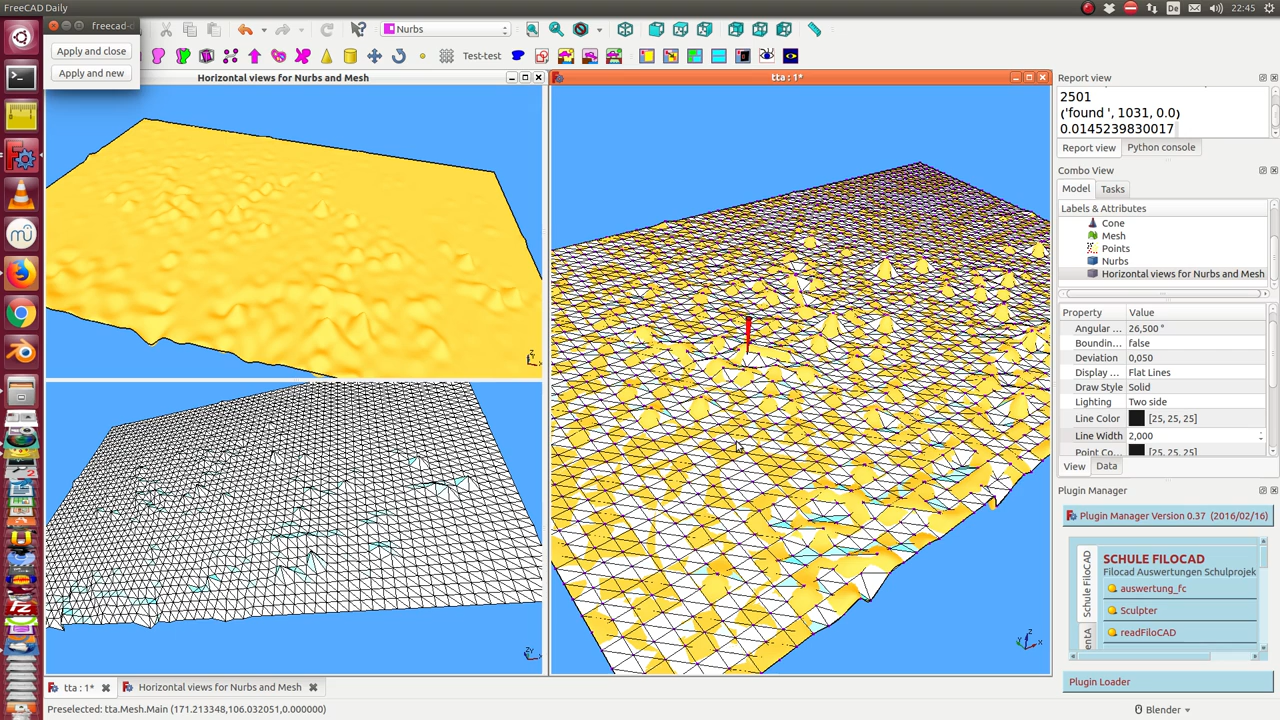 FreeCAD Daily
De
22:45
freecad-
Apply and close
Apply and new
Nurbs
Test-test
Horizontal views for Nurbs and Mesh
tta : 1*
Report view
2501
('found ', 1031, 0.0)
0.0145239830017
Report view
Python console
Combo View
Model
Tasks
Labels & Attributes
Cone
Mesh
Points
Nurbs
Horizontal views for Nurbs and Mesh
Property
Value
Angular ...
26,500 °
Boundin...
false
Deviation
0,050
Display ...
Flat Lines
Draw Style
Solid
Lighting
Two side
Line Color
[25, 25, 25]
Line Width
2,000
Point Co...
[25, 25, 25]
View
Data
Plugin Manager
Plugin Manager Version 0.37 (2016/02/16)
Schule FiloCAD
SCHULE FILOCAD
Filocad Auswertungen Schulprojek
auswertung_fc
Sculpter
readFiloCAD
Plugin Loader
tta : 1*
Horizontal views for Nurbs and Mesh
Preselected: tta.Mesh.Main (171.213348,106.032051,0.000000)
Blender